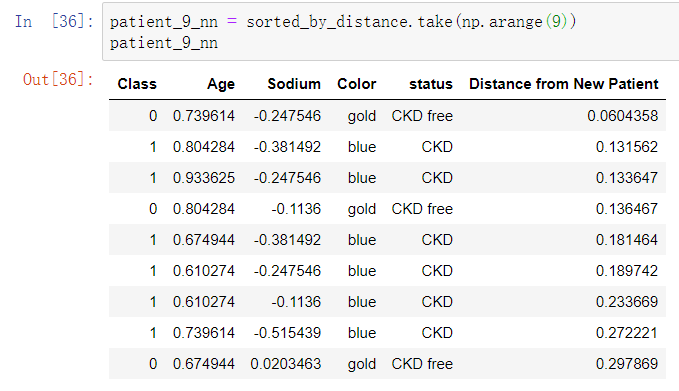 In [36]: patient_9_nn = sorted_by_distance.take(np.arange(9))
patient_9_nn
Out[36]:
Class Age Sodium Color status Distance from New Patient
0 0.739614 -0.247546 gold CKD free 0.0604358
1 0.804284 -0.381492 blue CKD 0.131562
1 0.933625 -0.247546 blue CKD 0.133647
0 0.804284 -0.1136 gold CKD free 0.136467
1 0.674944 -0.381492 blue CKD 0.181464
1 0.610274 -0.247546 blue CKD 0.189742
1 0.610274 -0.1136 blue CKD 0.233669
1 0.739614 -0.515439 blue CKD 0.272221
0 0.674944 0.0203463 gold CKD free 0.297869